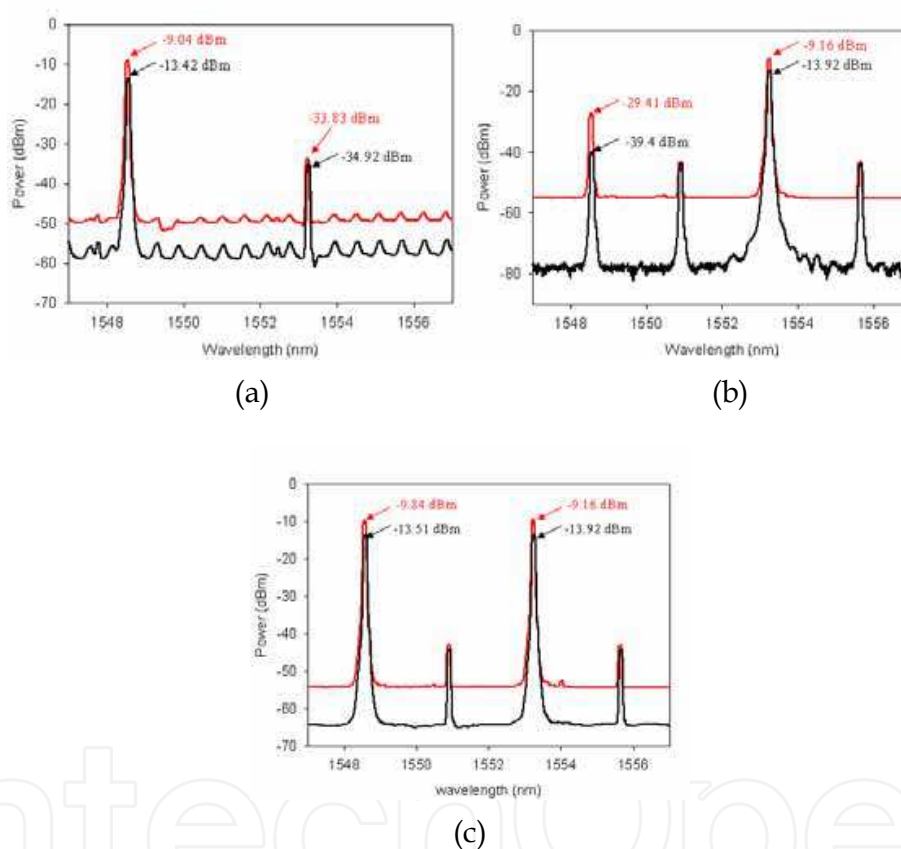 0
-10
-20
-30
-40
-50
-60
-70
Power (dBm)
-9.04 dBm
-13.42 dBm
-33.83 dBm
-34.92 dBm
1548 1550 1552 1554 1556
Wavelength (nm)
(a)
0
-20
-40
-60
-80
Power (dBm)
-9.16 dBm
-13.92 dBm
-29.41 dBm
-39.4 dBm
1548 1550 1552 1554 1556
Wavelength (nm)
(b)
0
-10
-20
-30
-40
-50
-60
-70
Power (dBm)
-9.84 dBm
-9.16 dBm
-13.51 dBm
-13.92 dBm
1548 1550 1552 1554 1556
wavelength (nm)
(c)
ntechOpe